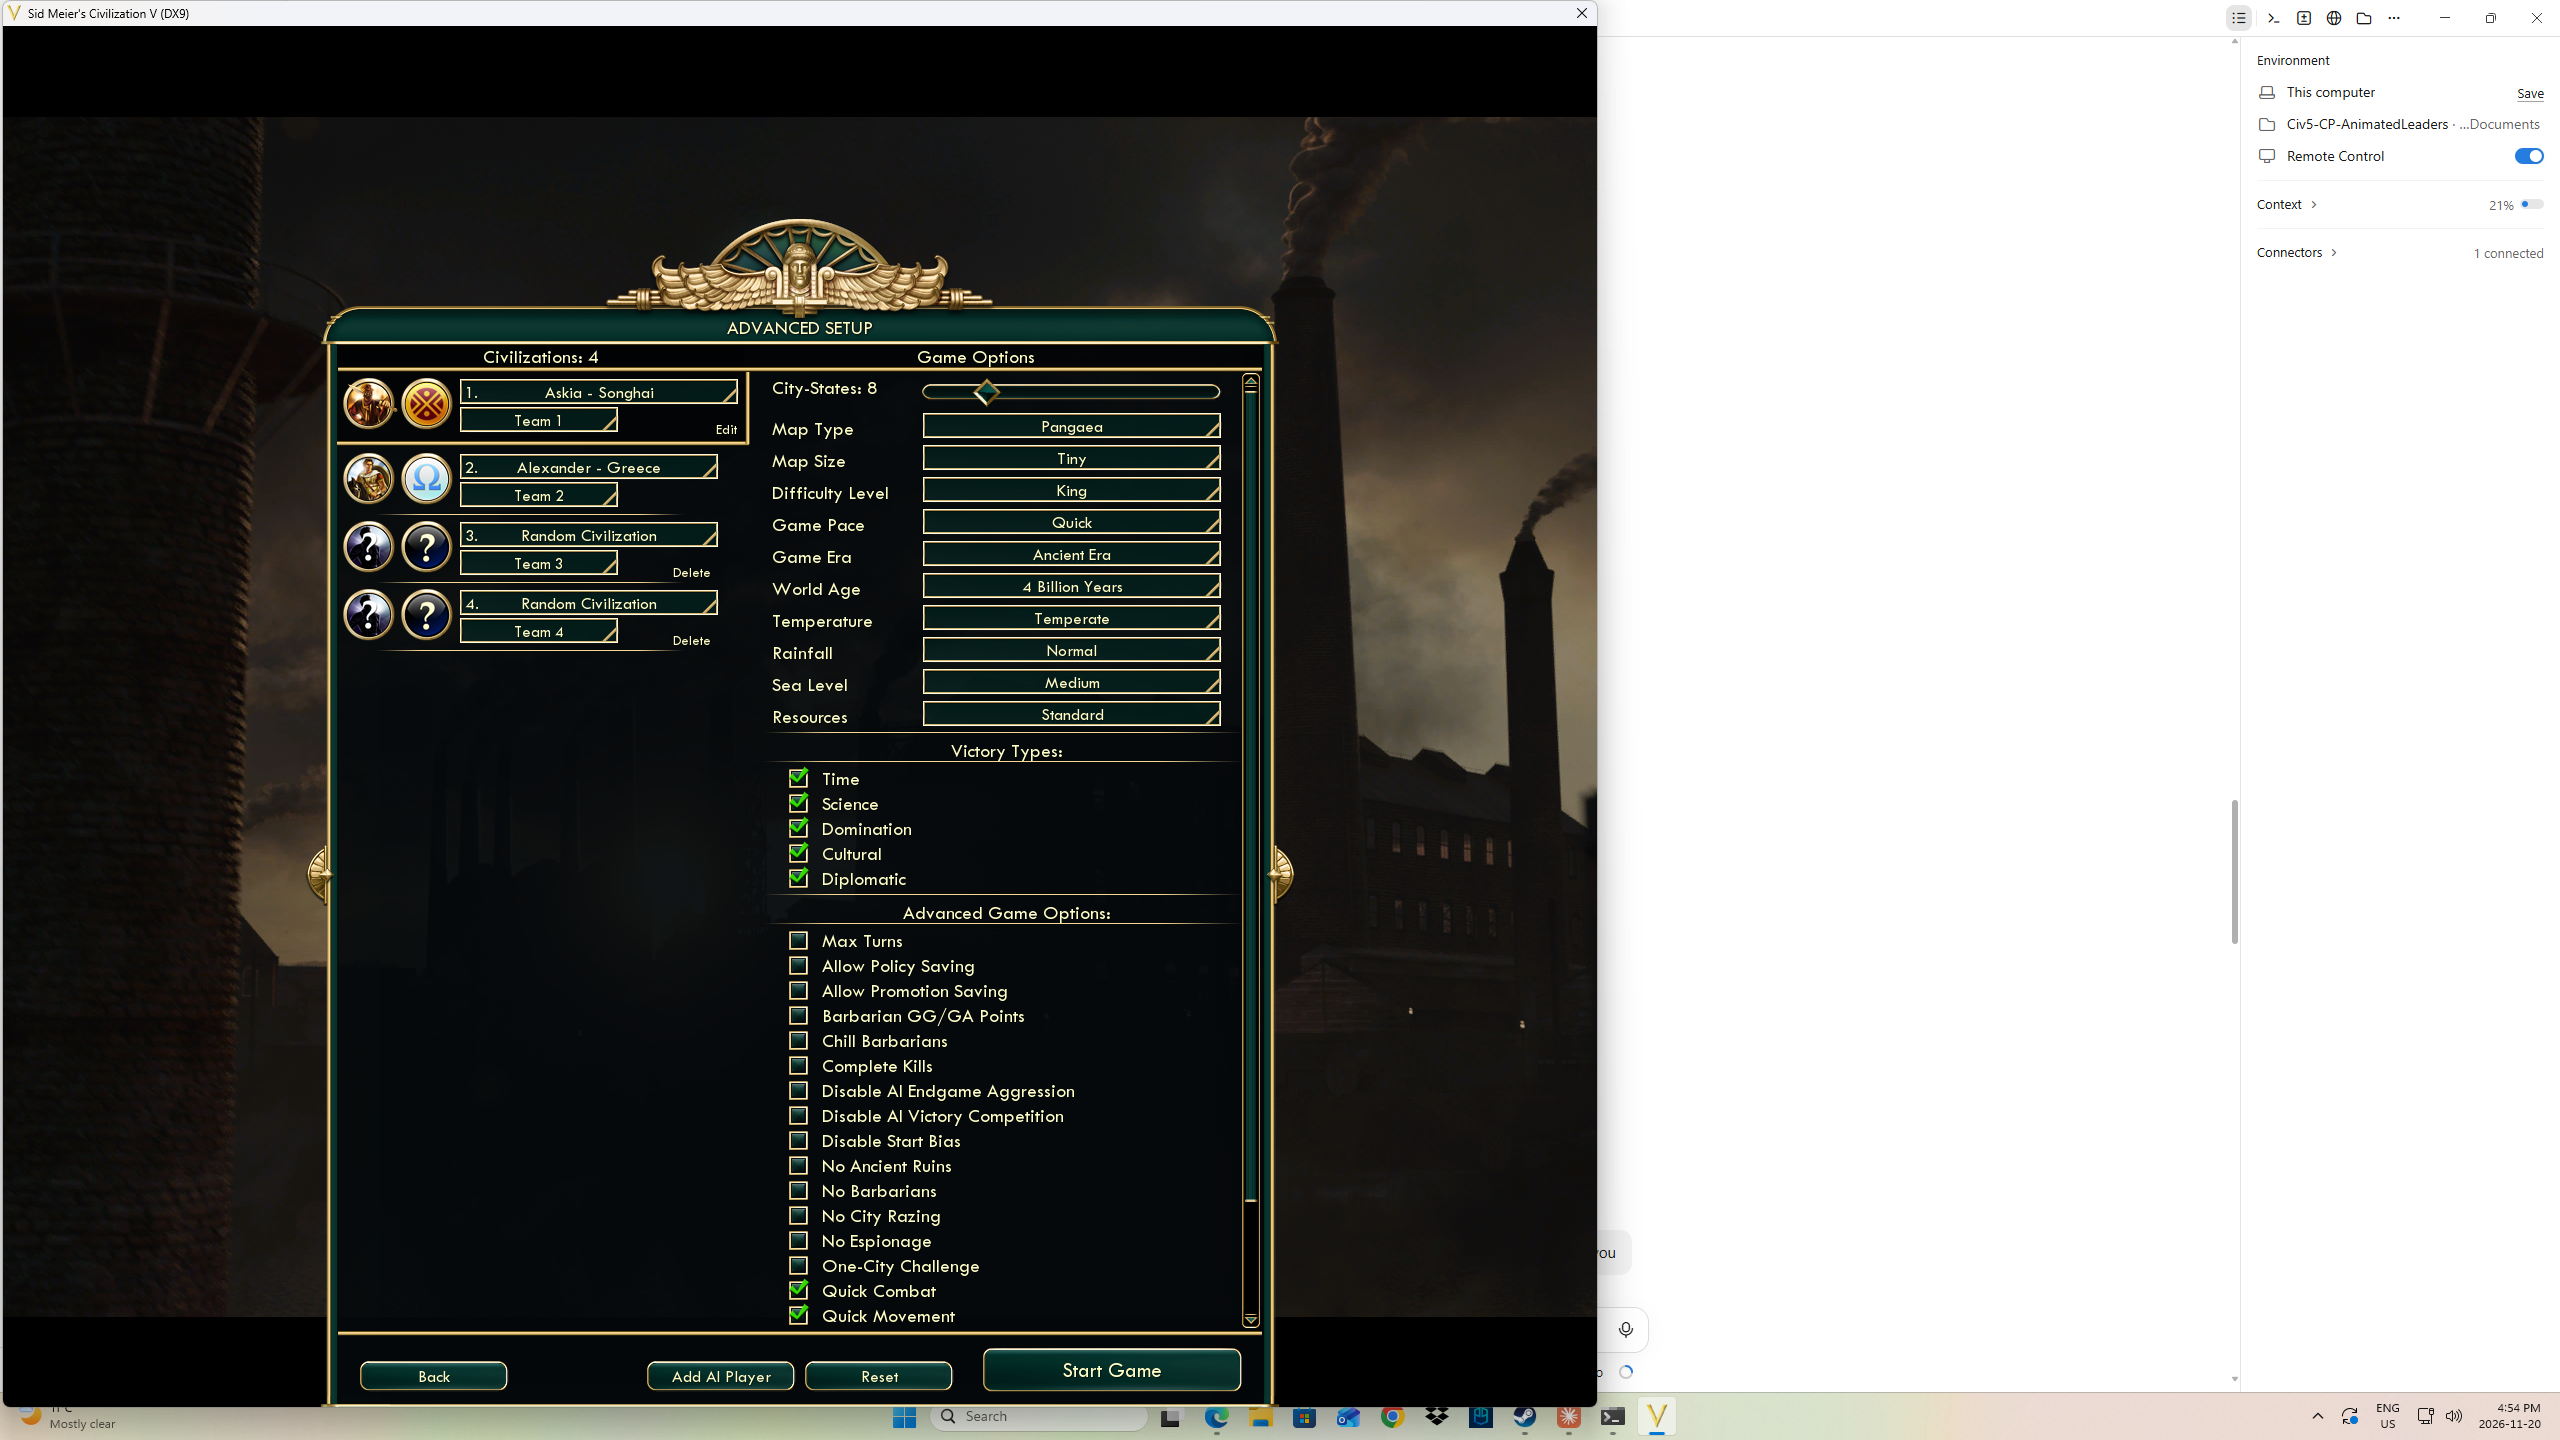 Sid Meier's Civilization V (DX9)
ADVANCED SETUP
Civilizations: 4
1. Askia - Songhai
Team 1
Edit
2. Alexander - Greece
Team 2
3. Random Civilization
Team 3
Delete
4. Random Civilization
Team 4
Delete
Game Options
City-States: 8
Map Type Pangaea
Map Size Tiny
Difficulty Level King
Game Pace Quick
Game Era Ancient Era
World Age 4 Billion Years
Temperature Temperate
Rainfall Normal
Sea Level Medium
Resources Standard
Victory Types:
Time
Science
Domination
Cultural
Diplomatic
Advanced Game Options:
Max Turns
Allow Policy Saving
Allow Promotion Saving
Barbarian GG/GA Points
Chill Barbarians
Complete Kills
Disable AI Endgame Aggression
Disable AI Victory Competition
Disable Start Bias
No Ancient Ruins
No Barbarians
No City Razing
No Espionage
One-City Challenge
Quick Combat
Quick Movement
Back
Add AI Player
Reset
Start Game
Environment
This computer Save
Civ5-CP-AnimatedLeaders · ...Documents
Remote Control
Context 21%
Connectors 1 connected
you
Mostly clear
Search
ENG
US
4:54 PM
2026-11-20